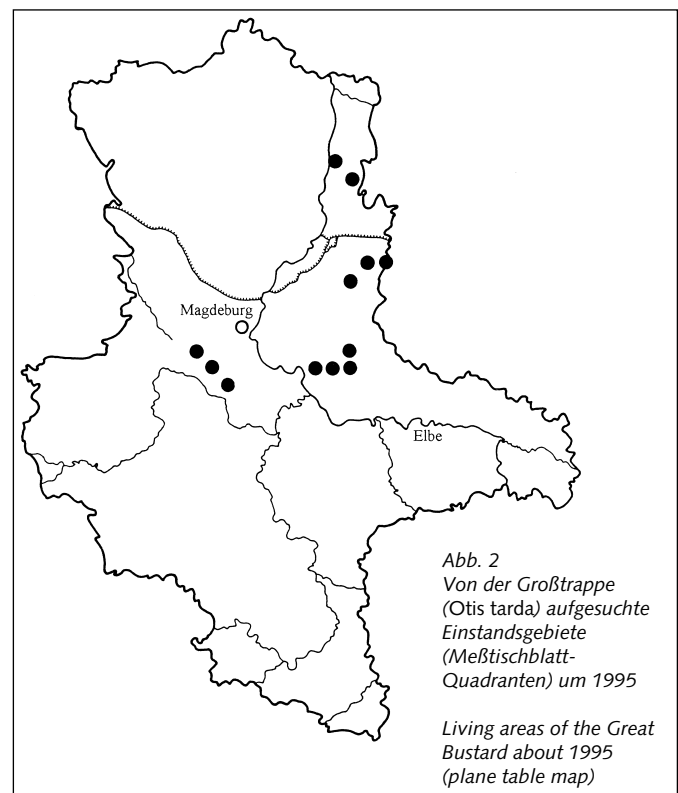 Magdeburg
Elbe
Abb. 2
Von der Großtrappe
(Otis tarda) aufgesuchte
Einstandsgebiete
(Meßtischblatt-
Quadranten) um 1995
Living areas of the Great
Bustard about 1995
(plane table map)